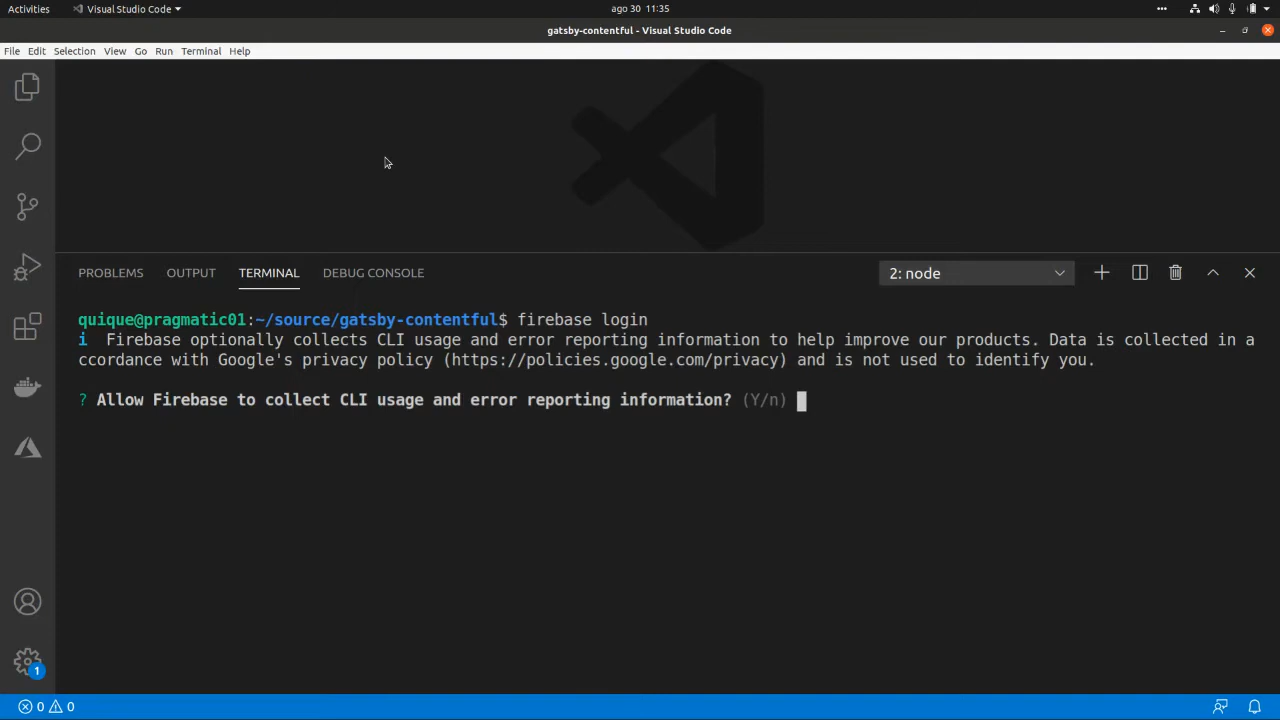 Activities Visual Studio Code ago 30 11:35
gatsby-contentful - Visual Studio Code
File Edit Selection View Go Run Terminal Help
PROBLEMS OUTPUT TERMINAL DEBUG CONSOLE 2: node
quique@pragmatic01:~/source/gatsby-contentful$ firebase login
i Firebase optionally collects CLI usage and error reporting information to help improve our products. Data is collected in a
ccordance with Google's privacy policy (https://policies.google.com/privacy) and is not used to identify you.
? Allow Firebase to collect CLI usage and error reporting information? (Y/n)
1
0 0